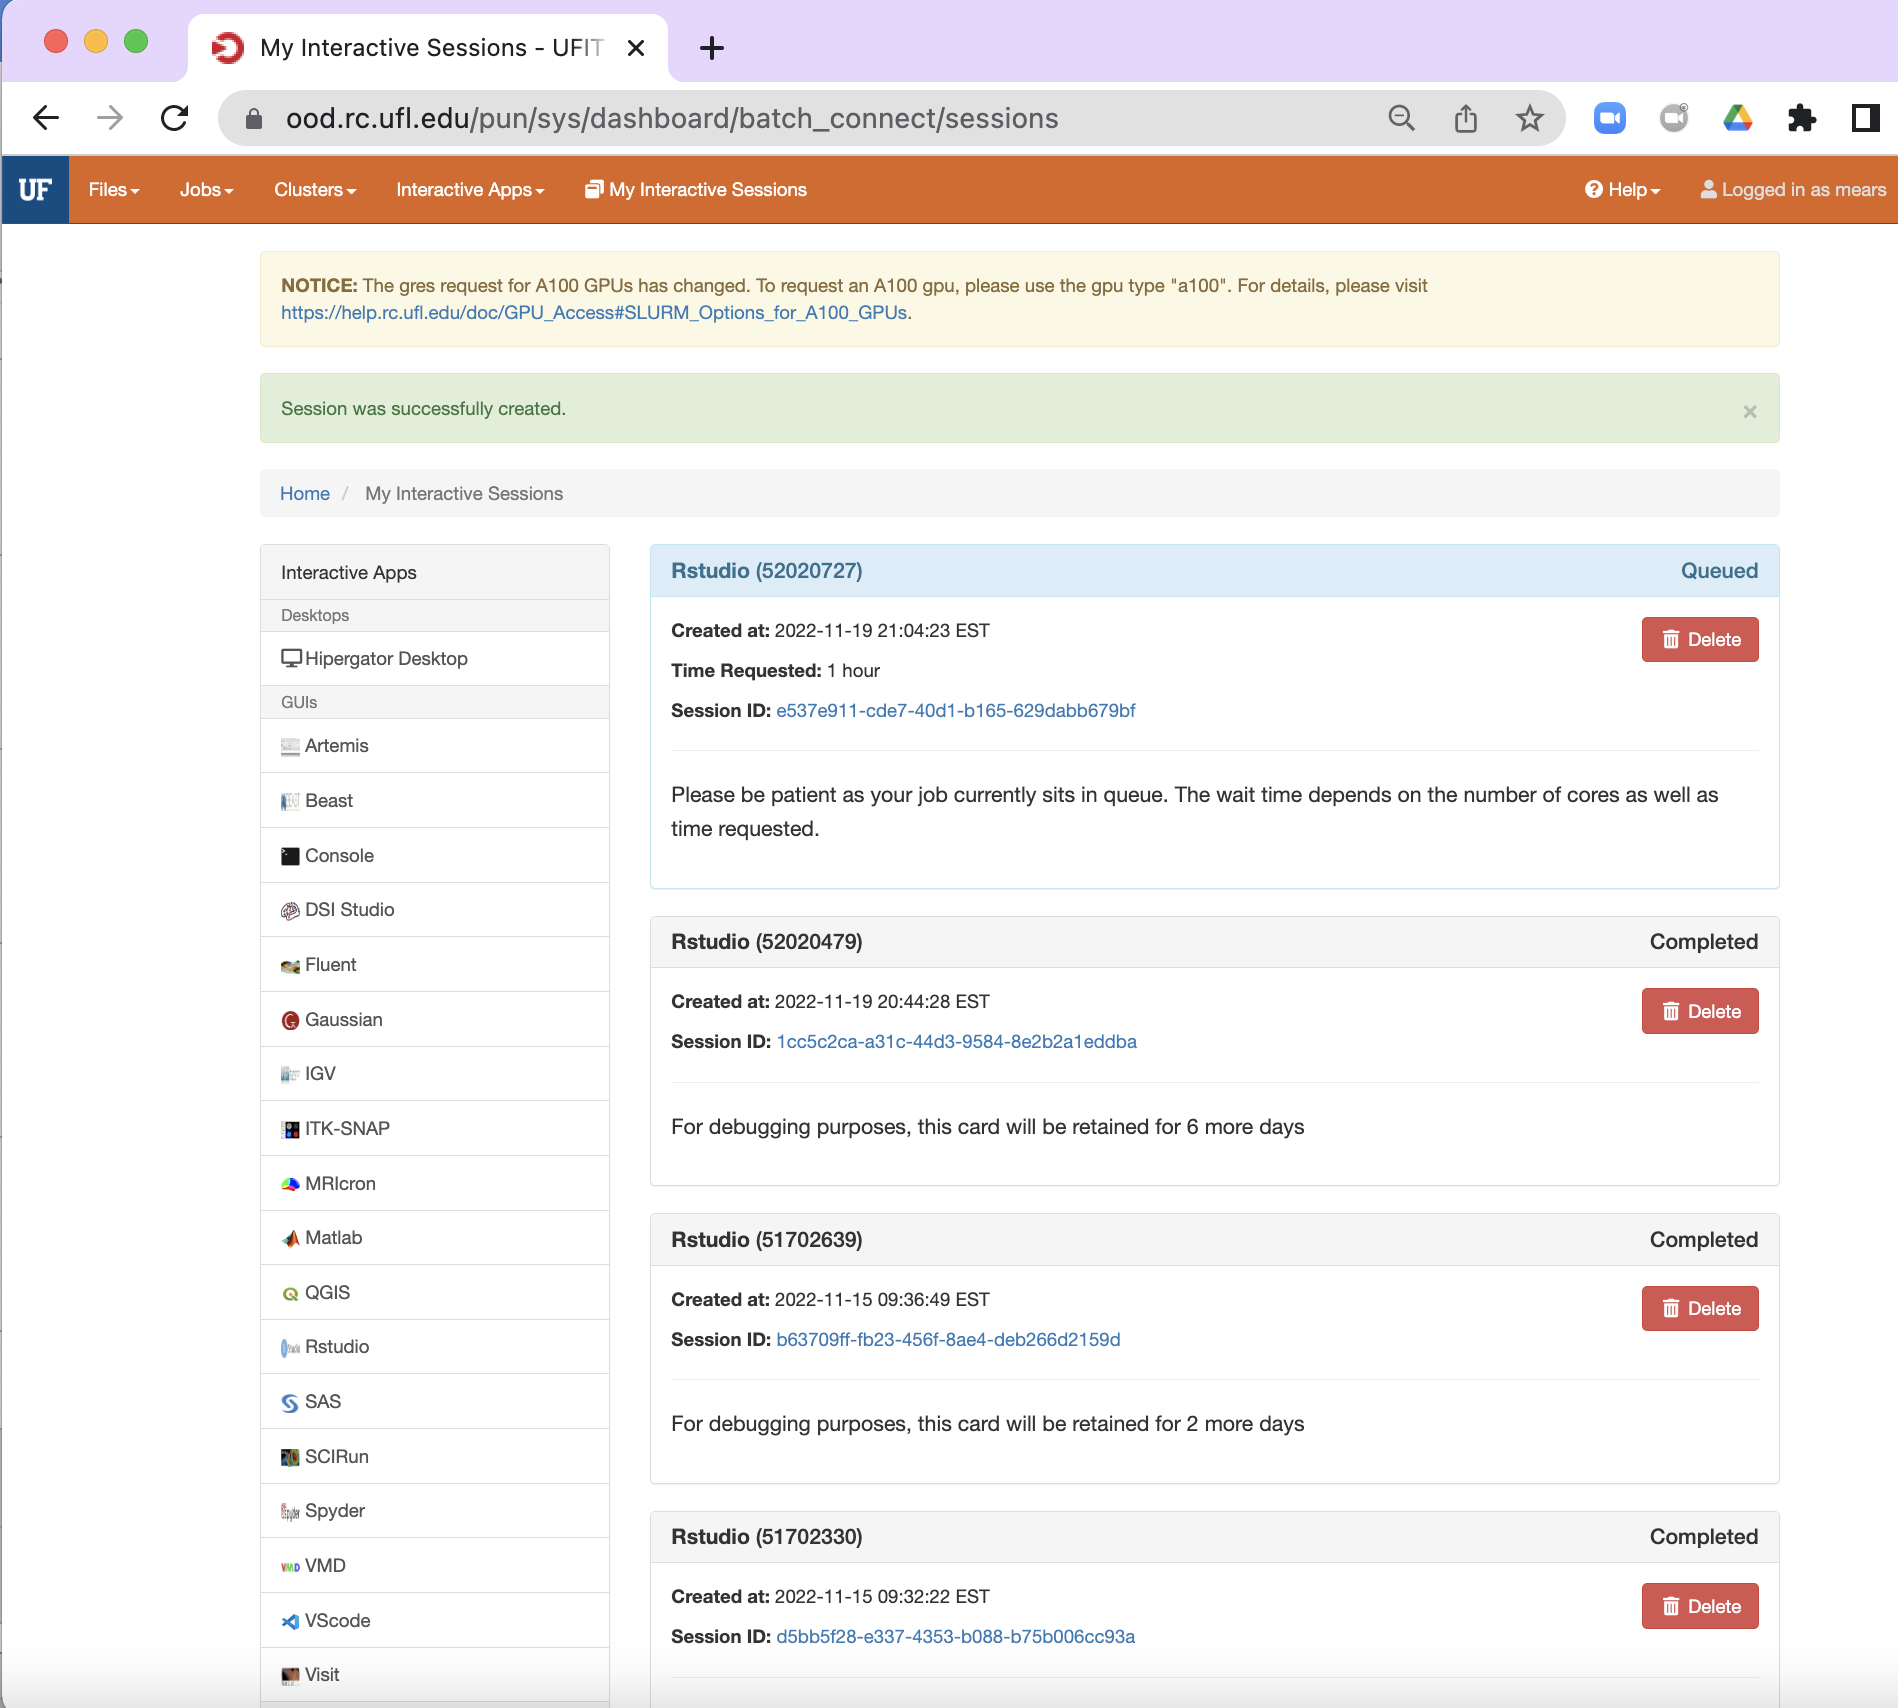 My Interactive Sessions - UFIT
ood.rc.ufl.edu/pun/sys/dashboard/batch_connect/sessions
UF Files Jobs Clusters Interactive Apps My Interactive Sessions Help Logged in as mears
NOTICE: The gres request for A100 GPUs has changed. To request an A100 gpu, please use the gpu type "a100". For details, please visit
https://help.rc.ufl.edu/doc/GPU_Access#SLURM_Options_for_A100_GPUs.
Session was successfully created.
Home / My Interactive Sessions
Interactive Apps
Desktops
Hipergator Desktop
GUIs
Artemis
Beast
Console
DSI Studio
Fluent
Gaussian
IGV
ITK-SNAP
MRIcron
Matlab
QGIS
Rstudio
SAS
SCIRun
Spyder
VMD
VScode
Visit
Rstudio (52020727) Queued
Created at: 2022-11-19 21:04:23 EST
Delete
Time Requested: 1 hour
Session ID: e537e911-cde7-40d1-b165-629dabb679bf
Please be patient as your job currently sits in queue. The wait time depends on the number of cores as well as
time requested.
Rstudio (52020479) Completed
Created at: 2022-11-19 20:44:28 EST
Delete
Session ID: 1cc5c2ca-a31c-44d3-9584-8e2b2a1eddba
For debugging purposes, this card will be retained for 6 more days
Rstudio (51702639) Completed
Created at: 2022-11-15 09:36:49 EST
Delete
Session ID: b63709ff-fb23-456f-8ae4-deb266d2159d
For debugging purposes, this card will be retained for 2 more days
Rstudio (51702330) Completed
Created at: 2022-11-15 09:32:22 EST
Delete
Session ID: d5bb5f28-e337-4353-b088-b75b006cc93a